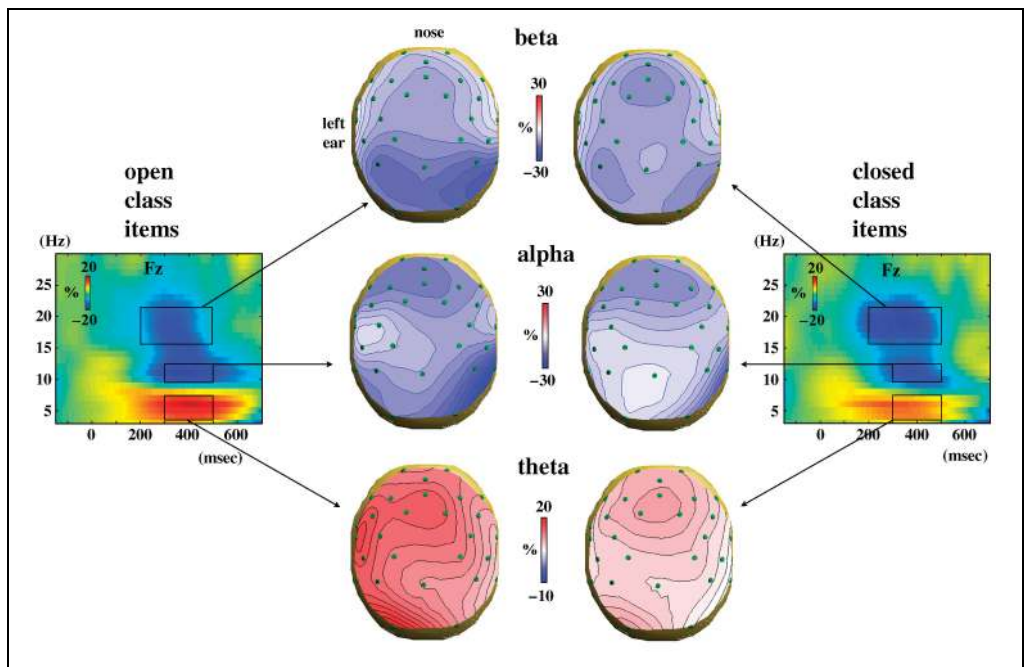 nose
beta
30
%
−30
left
ear
open
class
items
closed
class
items
(Hz)
Fz
20
%
−20
25
20
15
10
5
0
200
400
600
(msec)
alpha
30
%
−30
(Hz)
Fz
20
%
−20
25
20
15
10
5
0
200
400
600
(msec)
theta
20
%
−10